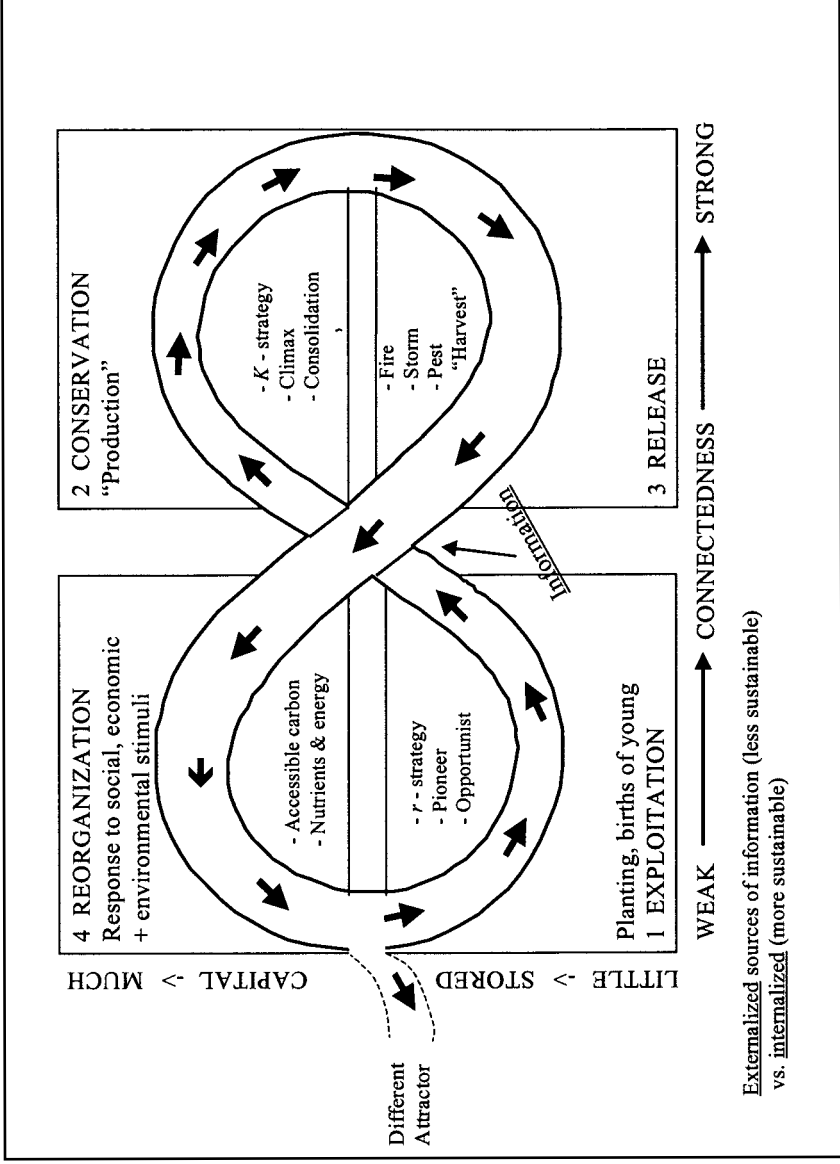 4 REORGANIZATION
Response to social, economic
+ environmental stimuli
2 CONSERVATION
“Production”
- Accessible carbon
- Nutrients & energy
- K - strategy
- Climax
- Consolidation
,
- r - strategy
- Pioneer
- Opportunist
- Fire
- Storm
- Pest
“Harvest”
Planting, births of young
1 EXPLOITATION
3 RELEASE
Information
LITTLE -> STORED CAPITAL -> MUCH
Different
Attractor
WEAK CONNECTEDNESS STRONG
Externalized sources of information (less sustainable)
vs. internalized (more sustainable)